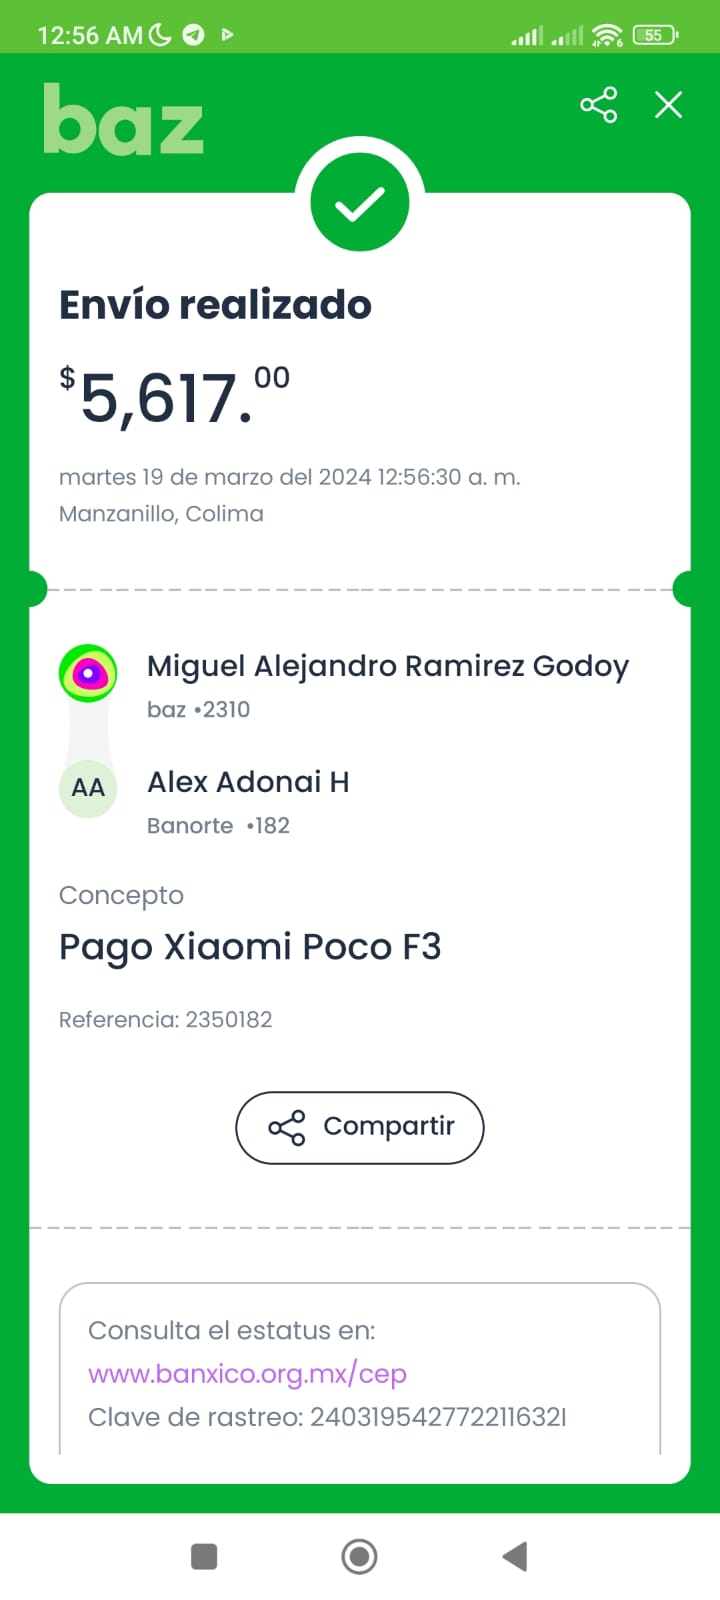 12:56 AM
55
baz
Envío realizado
$5,617.00
martes 19 de marzo del 2024 12:56:30 a. m.
Manzanillo, Colima
Miguel Alejandro Ramirez Godoy
baz •2310
AA
Alex Adonai H
Banorte •182
Concepto
Pago Xiaomi Poco F3
Referencia: 2350182
Compartir
Consulta el estatus en:
www.banxico.org.mx/cep
Clave de rastreo: 240319542772211632I